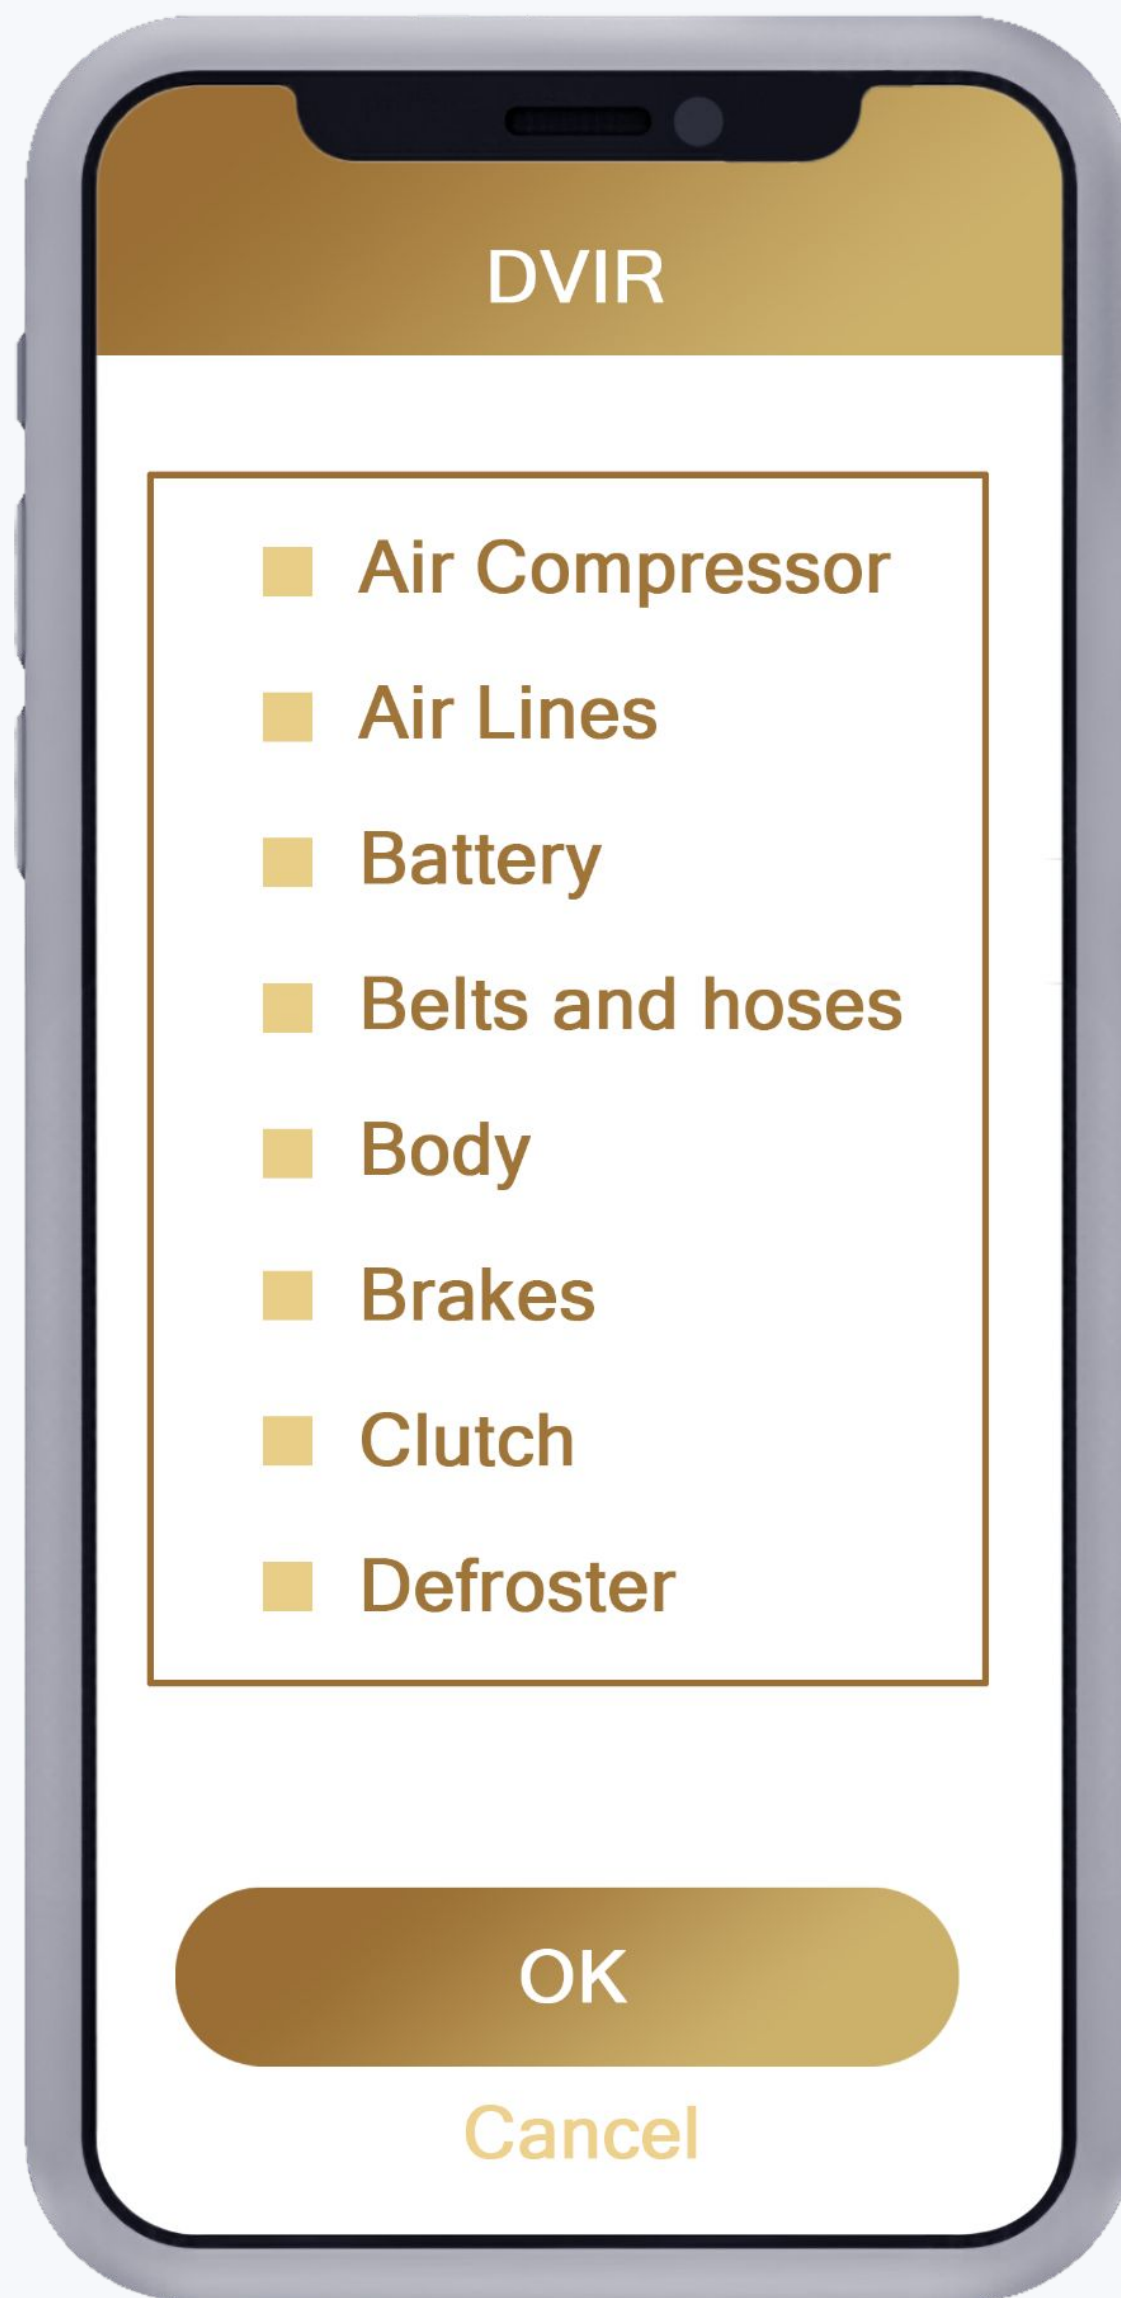 DVIR
Air Compressor
Air Lines
Battery
Belts and hoses
Body
Brakes
Clutch
Defroster
OK
Cancel